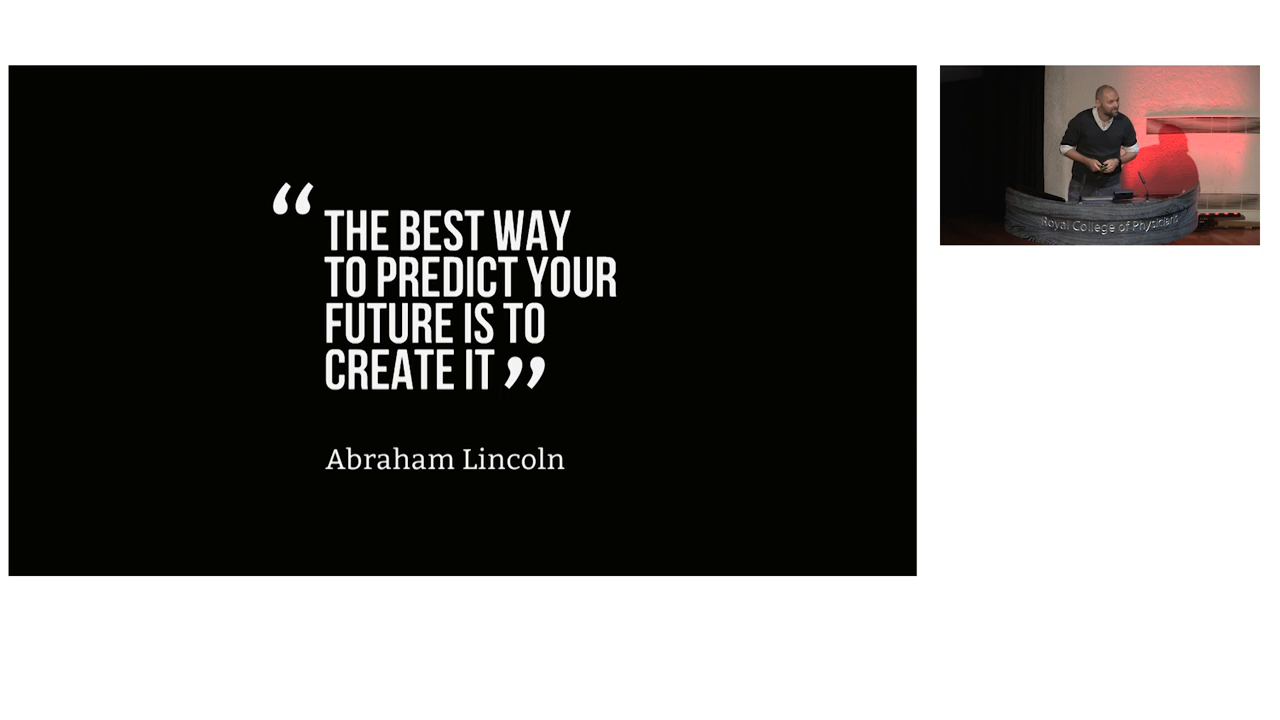 “THE BEST WAY
TO PREDICT YOUR
FUTURE IS TO
CREATE IT”
Abraham Lincoln
Royal College of Physicians